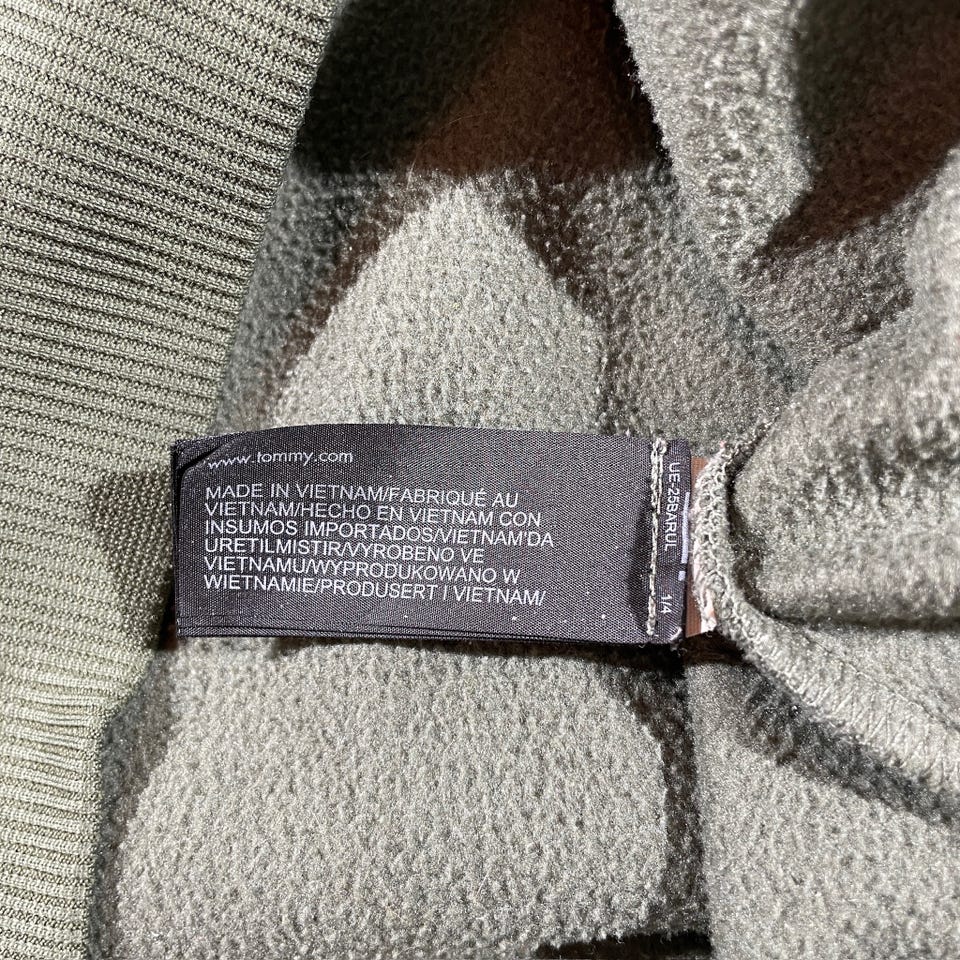 www.tommy.com
MADE IN VIETNAM/FABRIQUÉ AU
VIETNAM/HECHO EN VIETNAM CON
INSUMOS IMPORTADOS/VIETNAM'DA
URETILMISTIR/VYROBENO VE
VIETNAMU/WYPRODUKOWANO W
WIETNAMIE/PRODUSERT I VIETNAM/
UE-25BARUL
1/4